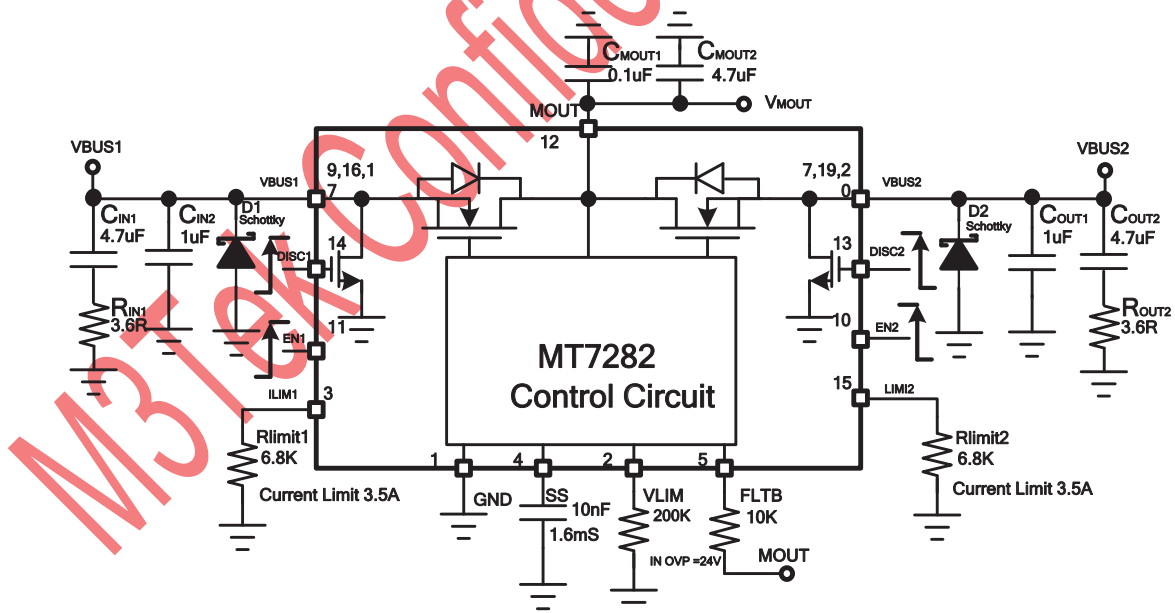 M3Tek Confide
CMOUT1
0.1uF
CMOUT2
4.7uF
MOUT
VMOUT
12
VBUS1
VBUS1
9,16,1
7
7,19,2
0
VBUS2
VBUS2
CIN1
4.7uF
CIN2
1uF
D1
Schottky
DISC1
14
13
DISC2
D2
Schottky
COUT1
1uF
COUT2
4.7uF
RIN1
3.6R
EN1
11
10
EN2
ROUT2
3.6R
MT7282
Control Circuit
ILIM1
3
15
LIMI2
Rlimit1
6.8K
Current Limit 3.5A
Rlimit2
6.8K
Current Limit 3.5A
1
4
2
5
GND
SS
10nF
1.6mS
VLIM
200K
IN OVP =24V
FLTB
10K
MOUT